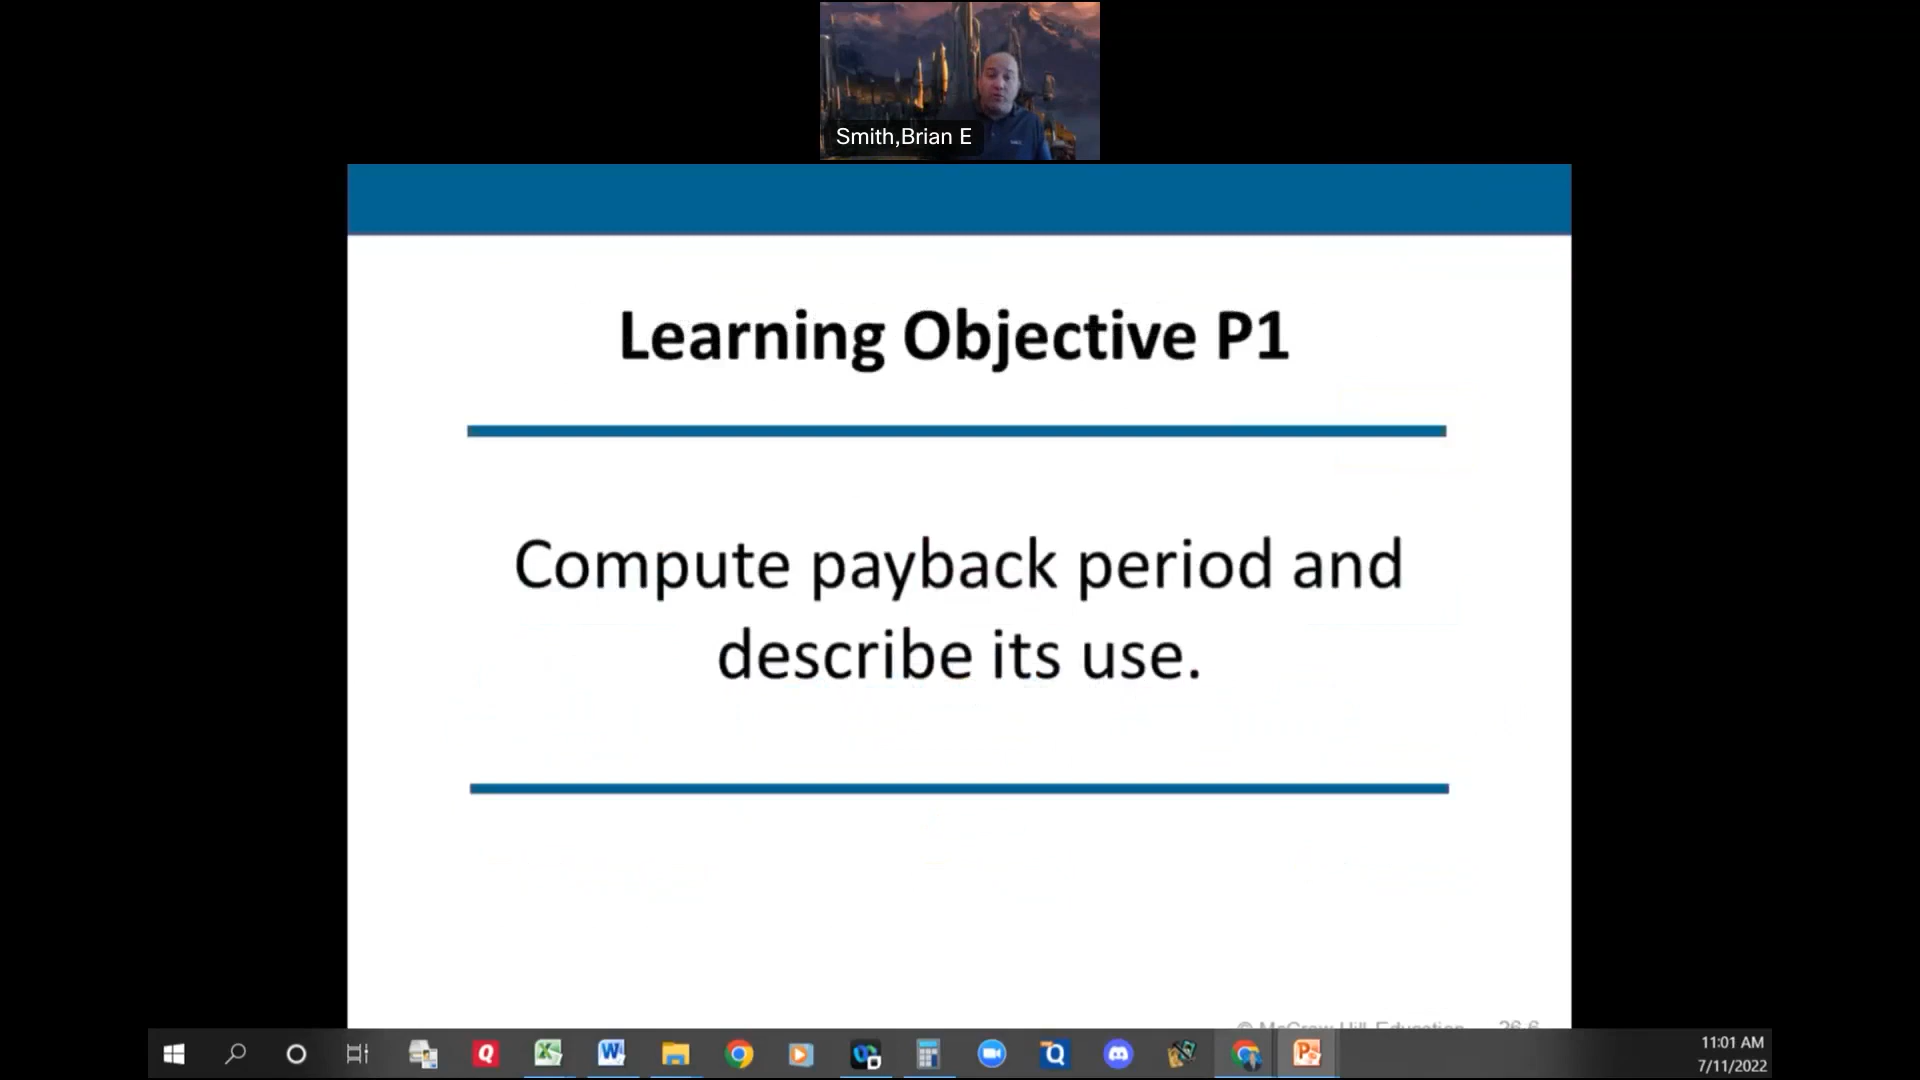 Smith,Brian E
Learning Objective P1
Compute payback period and
describe its use.
© McGraw Hill Education 26-6
11:01 AM
7/11/2022